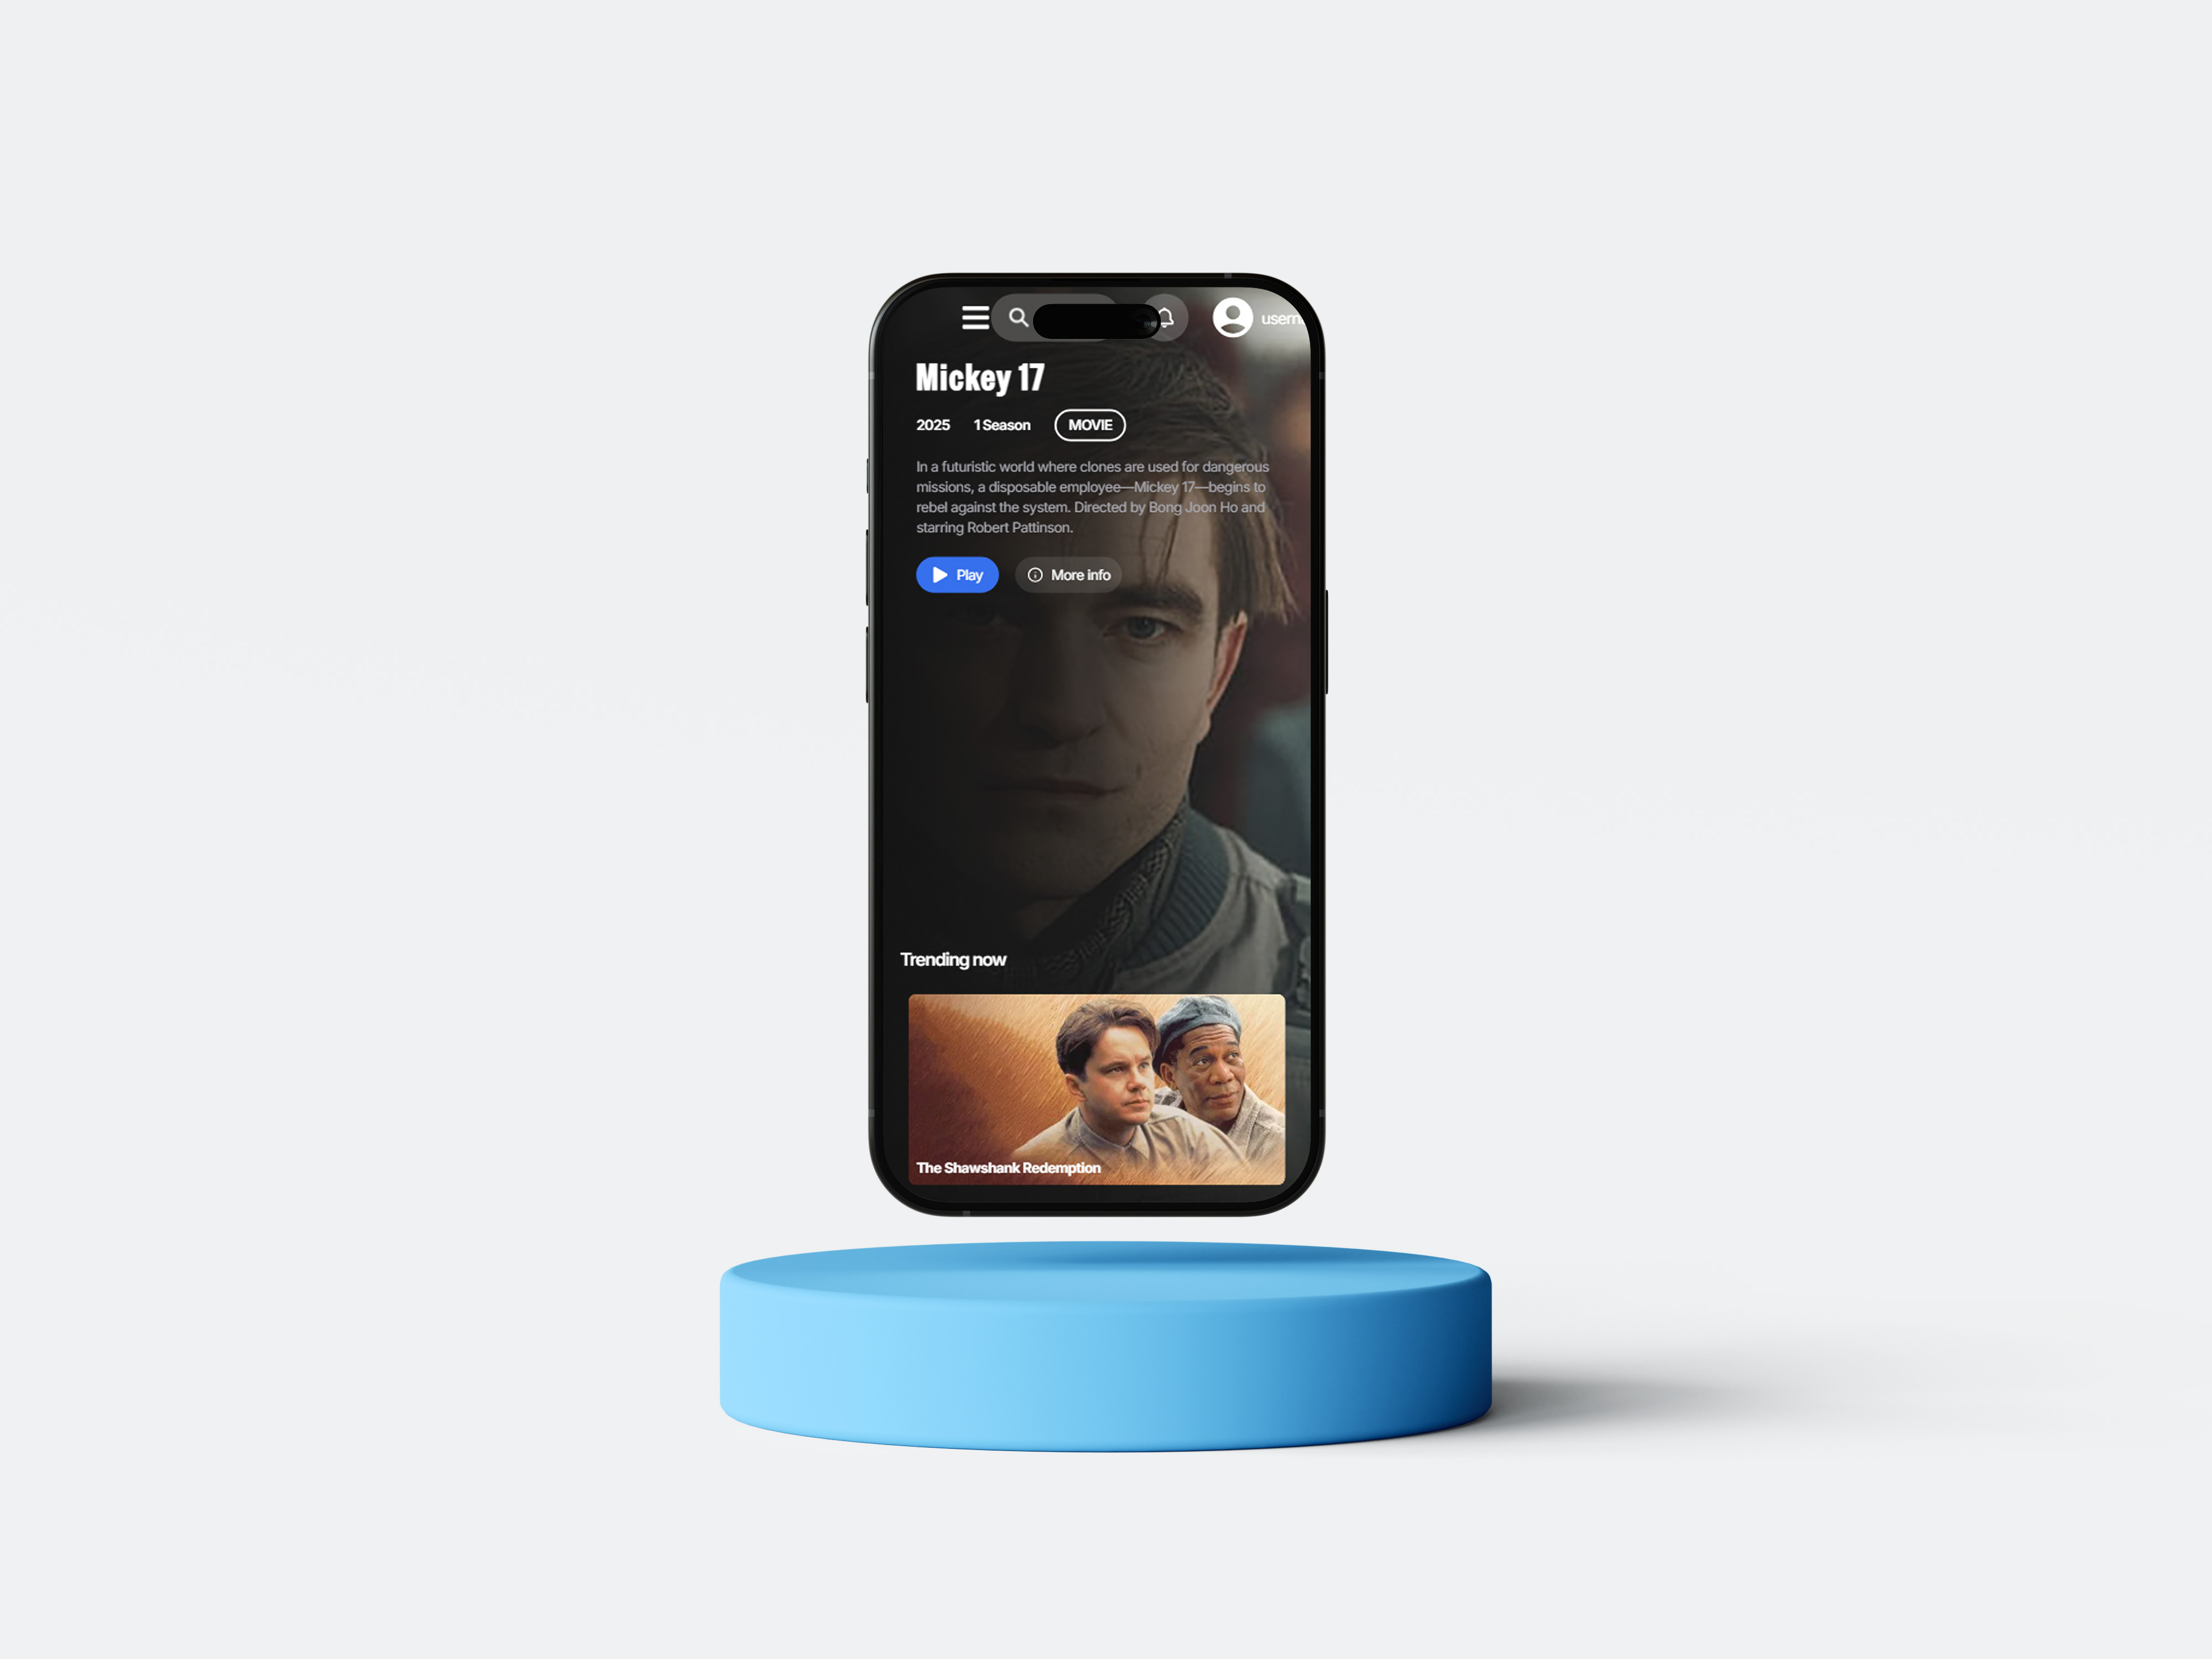 Mickey 17
2025 1 Season MOVIE
In a futuristic world where clones are used for dangerous
missions, a disposable employee—Mickey 17—begins to
rebel against the system. Directed by Bong Joon Ho and
starring Robert Pattinson.
Play More info
Trending now
The Shawshank Redemption